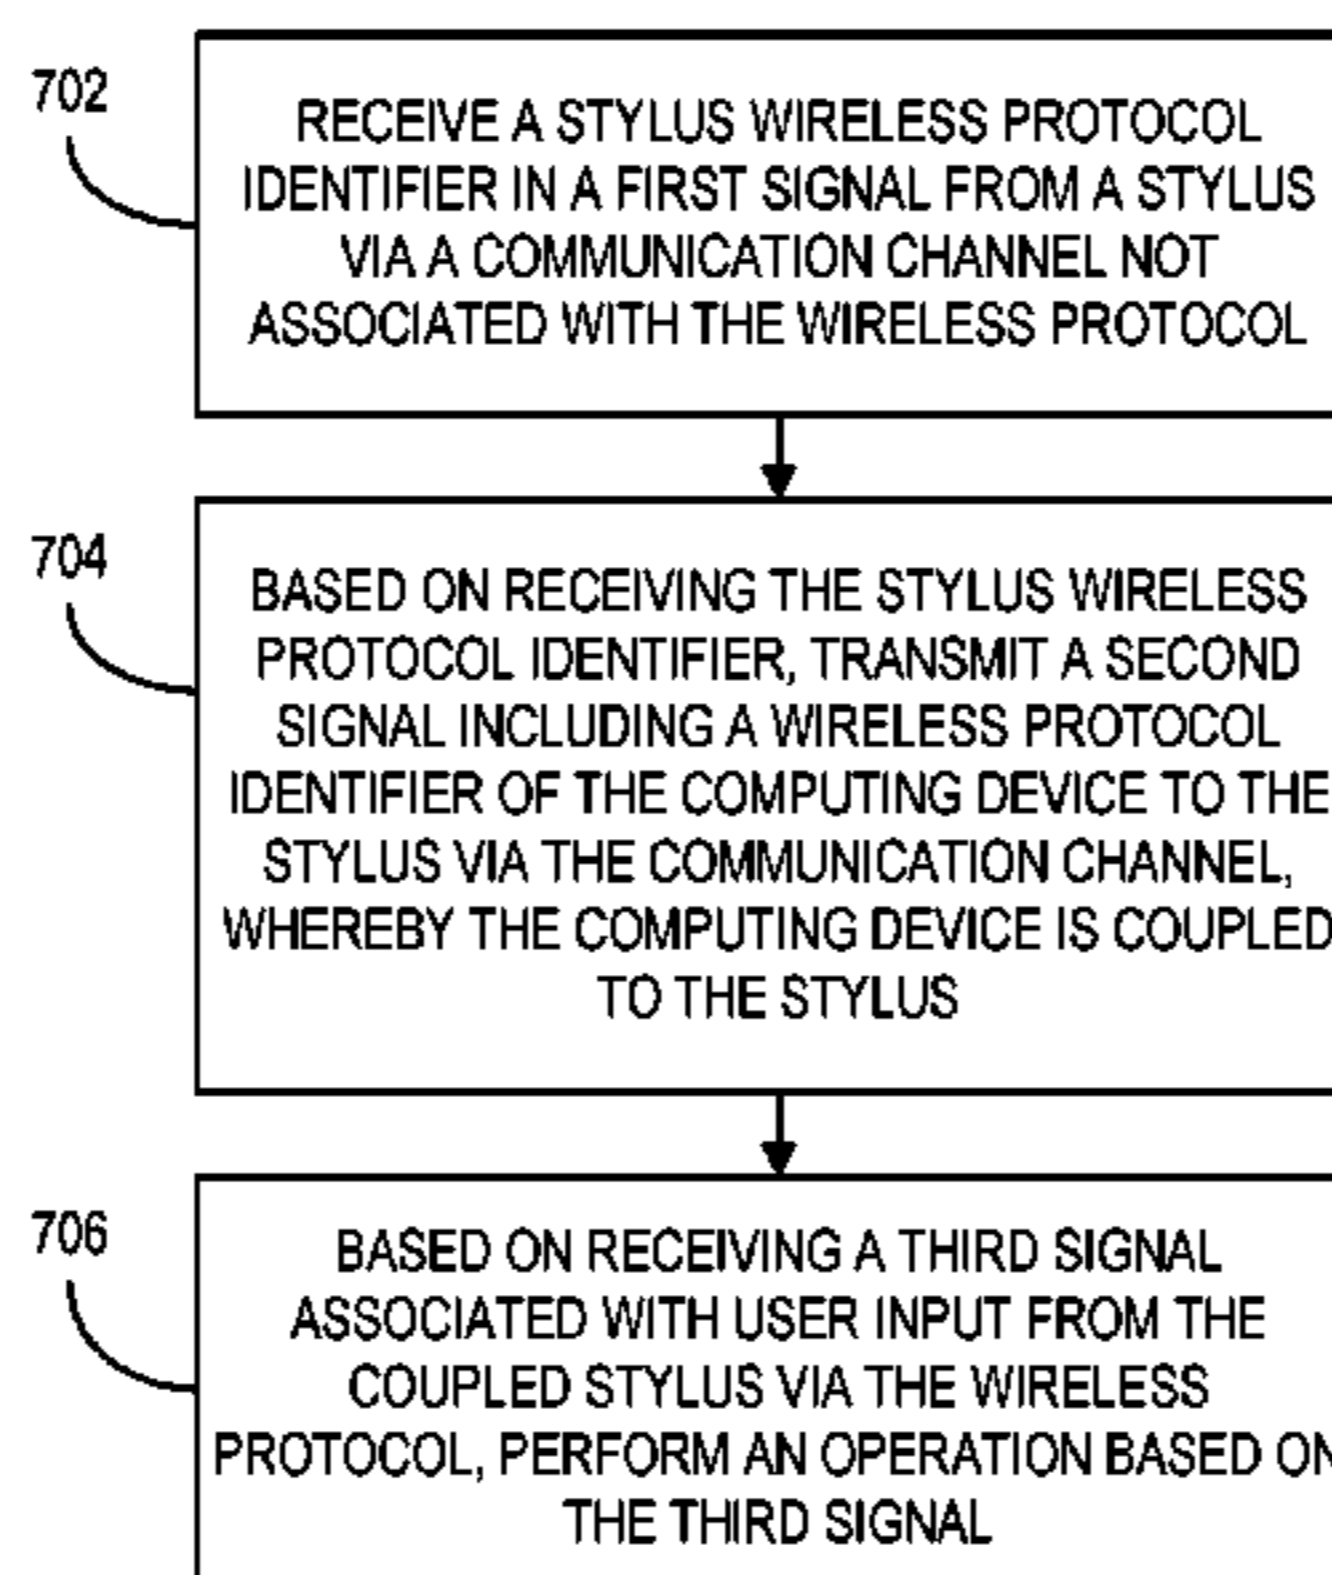 702
RECEIVE A STYLUS WIRELESS PROTOCOL
IDENTIFIER IN A FIRST SIGNAL FROM A STYLUS
VIA A COMMUNICATION CHANNEL NOT
ASSOCIATED WITH THE WIRELESS PROTOCOL
704
BASED ON RECEIVING THE STYLUS WIRELESS
PROTOCOL IDENTIFIER, TRANSMIT A SECOND
SIGNAL INCLUDING A WIRELESS PROTOCOL
IDENTIFIER OF THE COMPUTING DEVICE TO THE
STYLUS VIA THE COMMUNICATION CHANNEL,
WHEREBY THE COMPUTING DEVICE IS COUPLED
TO THE STYLUS
706
BASED ON RECEIVING A THIRD SIGNAL
ASSOCIATED WITH USER INPUT FROM THE
COUPLED STYLUS VIA THE WIRELESS
PROTOCOL, PERFORM AN OPERATION BASED ON
THE THIRD SIGNAL